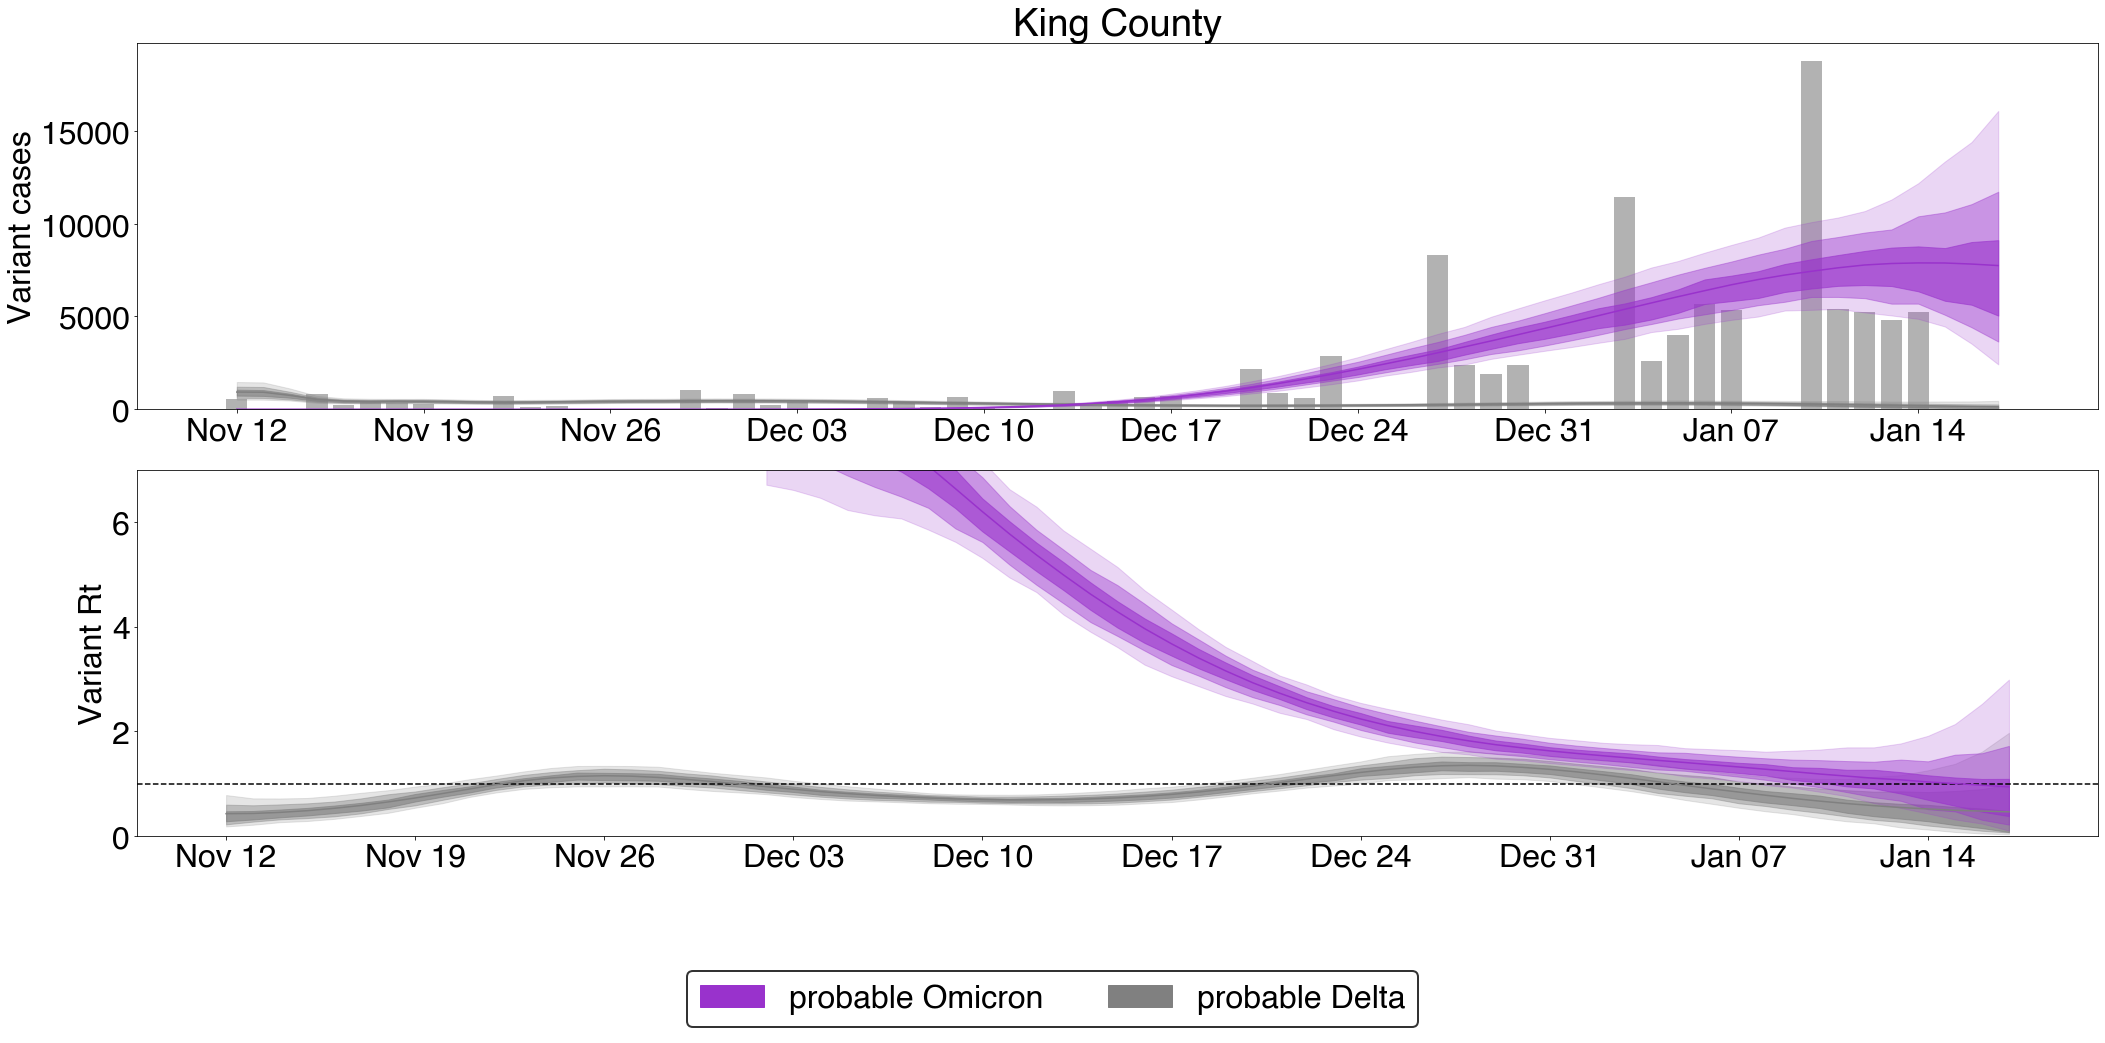 King County
Variant cases
15000
10000
5000
0
Nov 12 Nov 19 Nov 26 Dec 03 Dec 10 Dec 17 Dec 24 Dec 31 Jan 07 Jan 14
Variant Rt
6
4
2
0
Nov 12 Nov 19 Nov 26 Dec 03 Dec 10 Dec 17 Dec 24 Dec 31 Jan 07 Jan 14
probable Omicron probable Delta